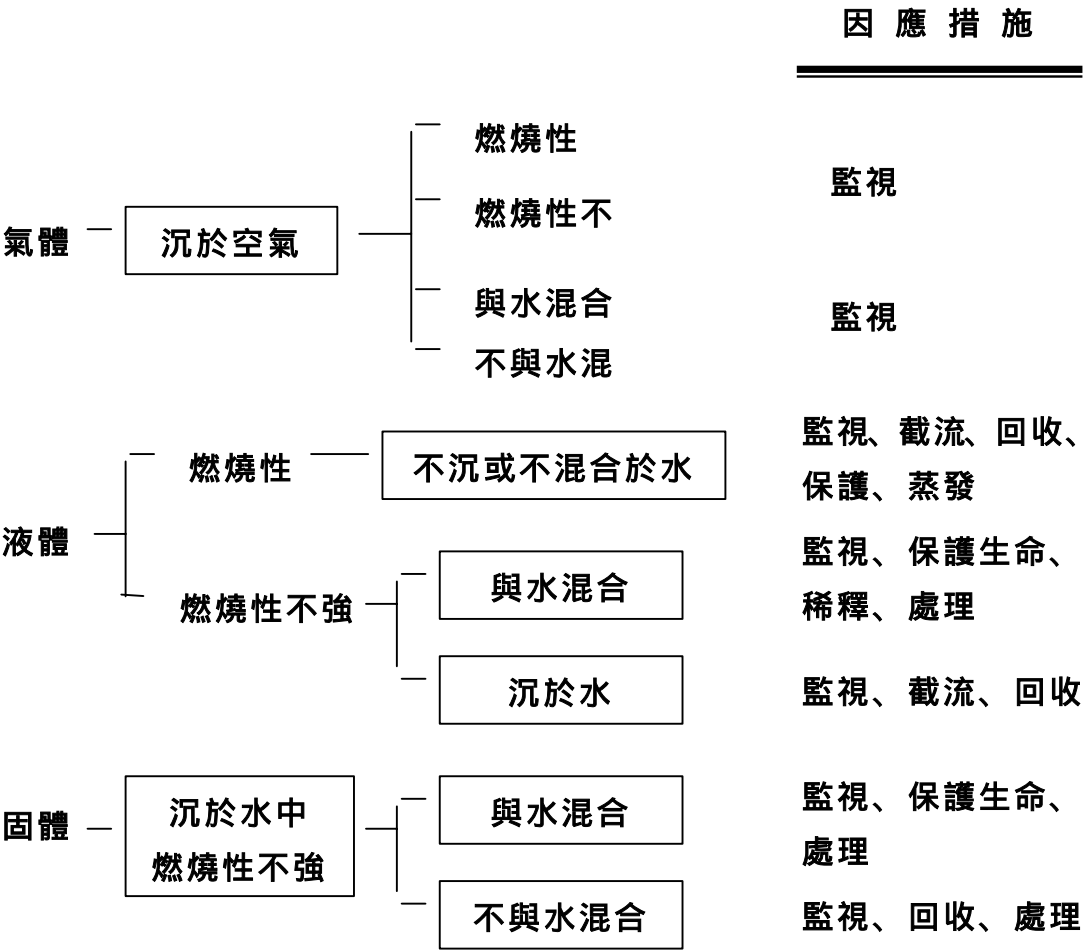 因應措施
燃燒性
監視
燃燒性不
氣體
沉於空氣
與水混合
監視
不與水混
監視、截流、回收、
燃燒性
不沉或不混合於水
保護、蒸發
液體
監視、保護生命、
與水混合
燃燒性不強
稀釋、處理
沉於水
監視、截流、回收
固體
沉於水中
燃燒性不強
與水混合
監視、保護生命、
處理
不與水混合
監視、回收、處理